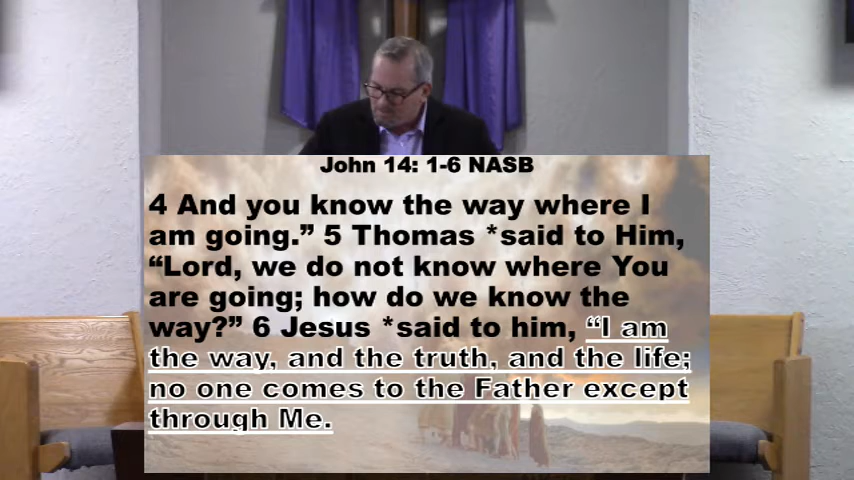 John 14: 1-6 NASB
4 And you know the way where I
am going.” 5 Thomas *said to Him,
“Lord, we do not know where You
are going; how do we know the
way?” 6 Jesus *said to him, “I am
the way, and the truth, and the life;
no one comes to the Father except
through Me.